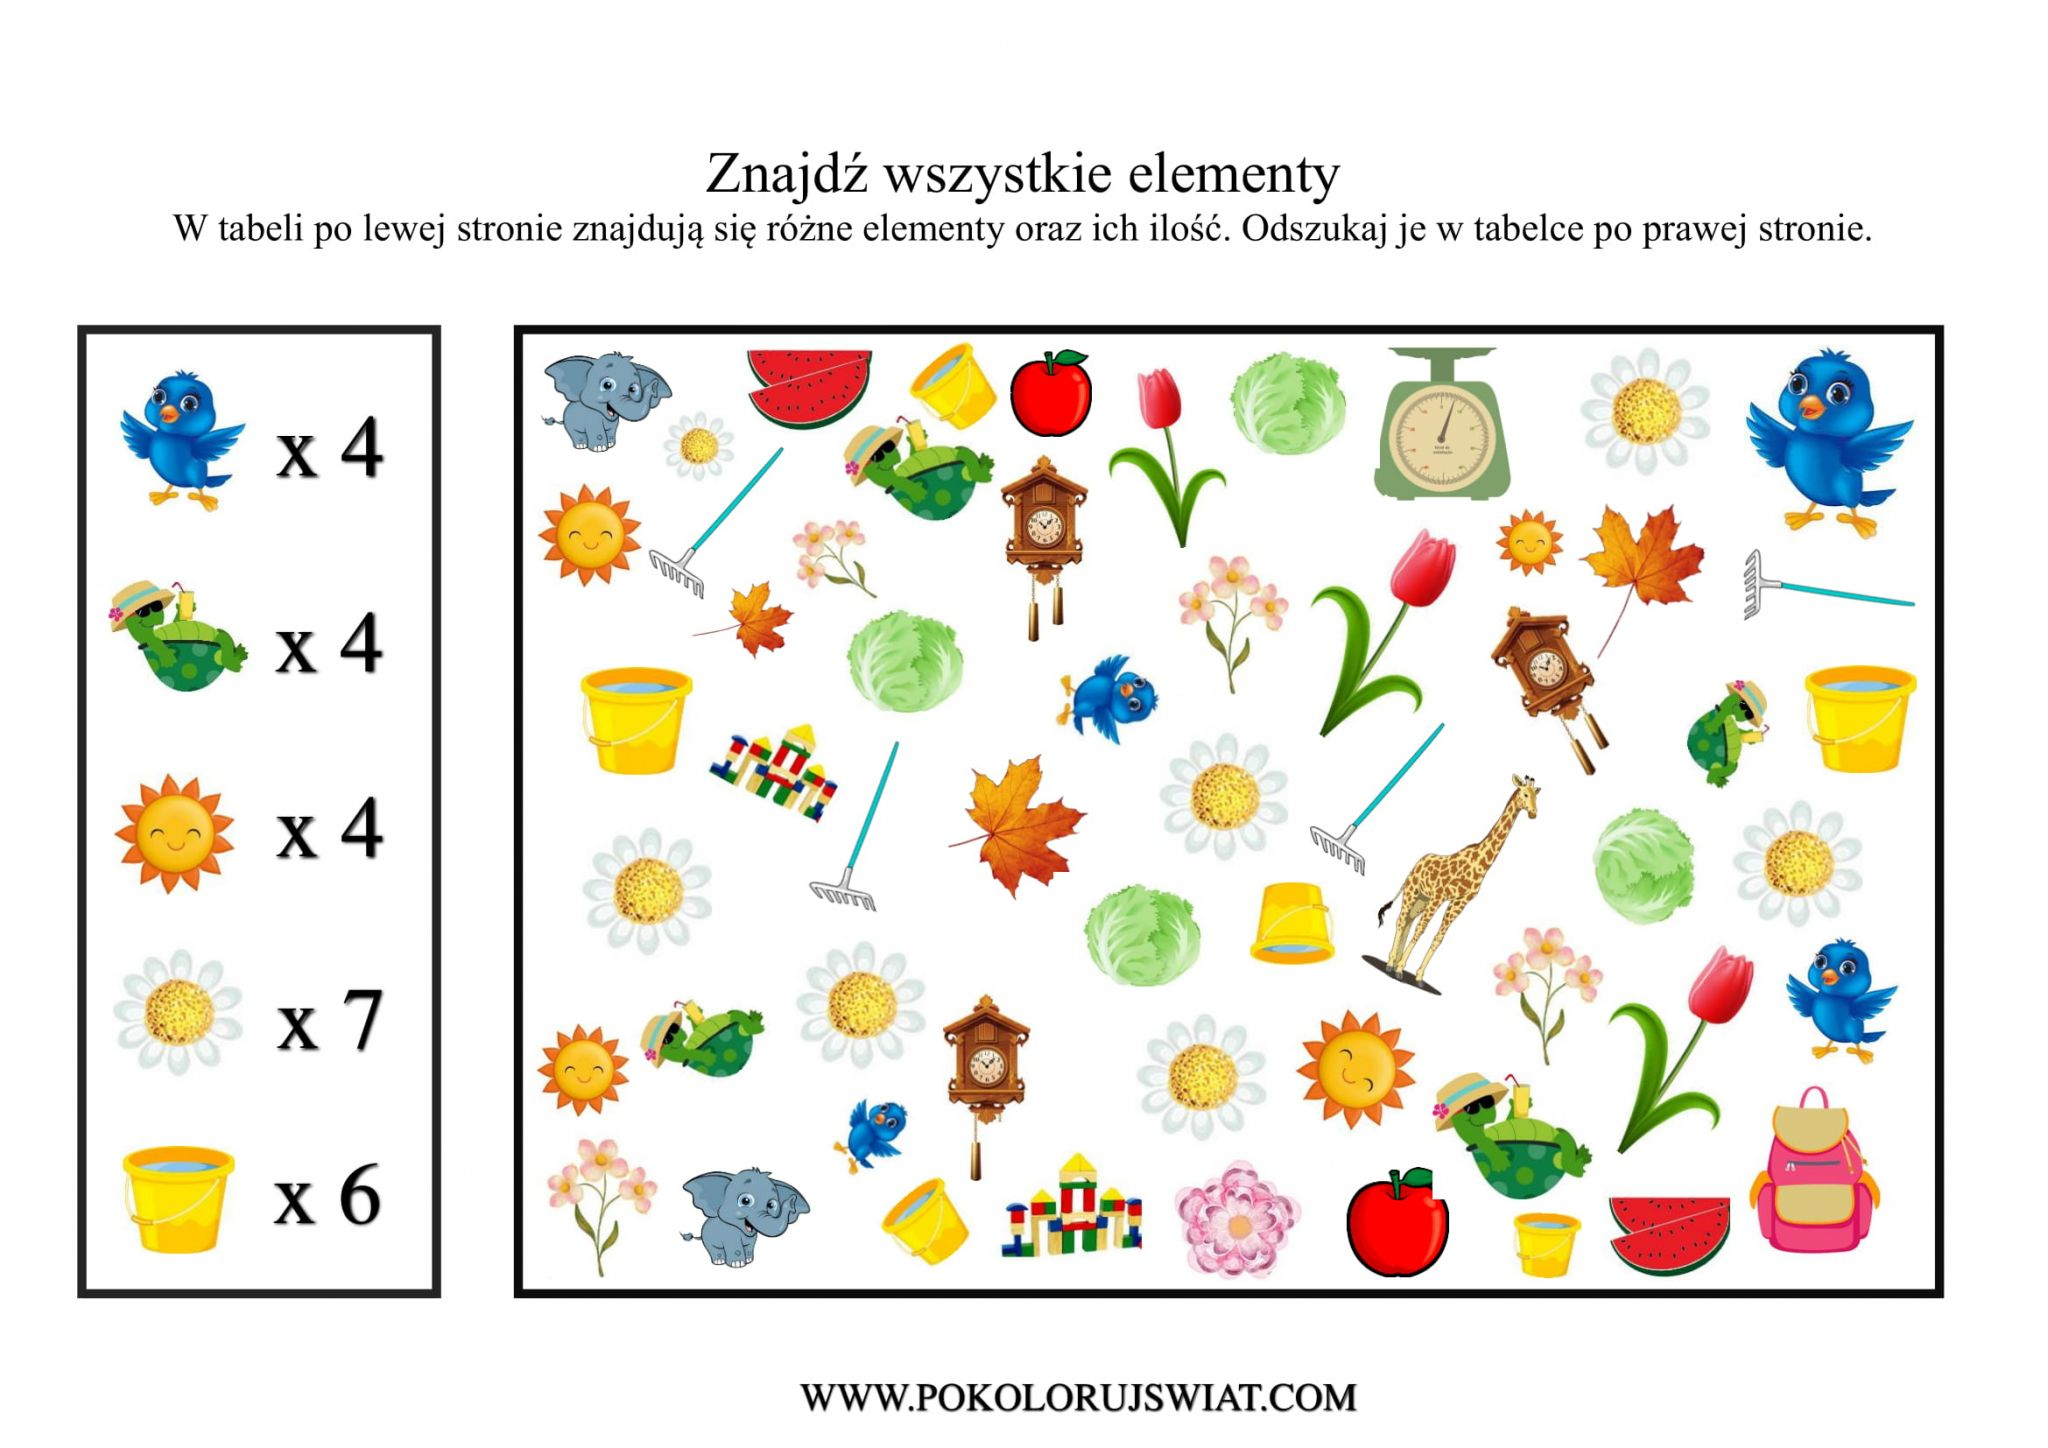 Znajdź wszystkie elementy
W tabeli po lewej stronie znajdują się różne elementy oraz ich ilość. Odszukaj je w tabelce po prawej stronie.
x 4
x 4
x 4
x 7
x 6
WWW.POKOLORUJSWIAT.COM